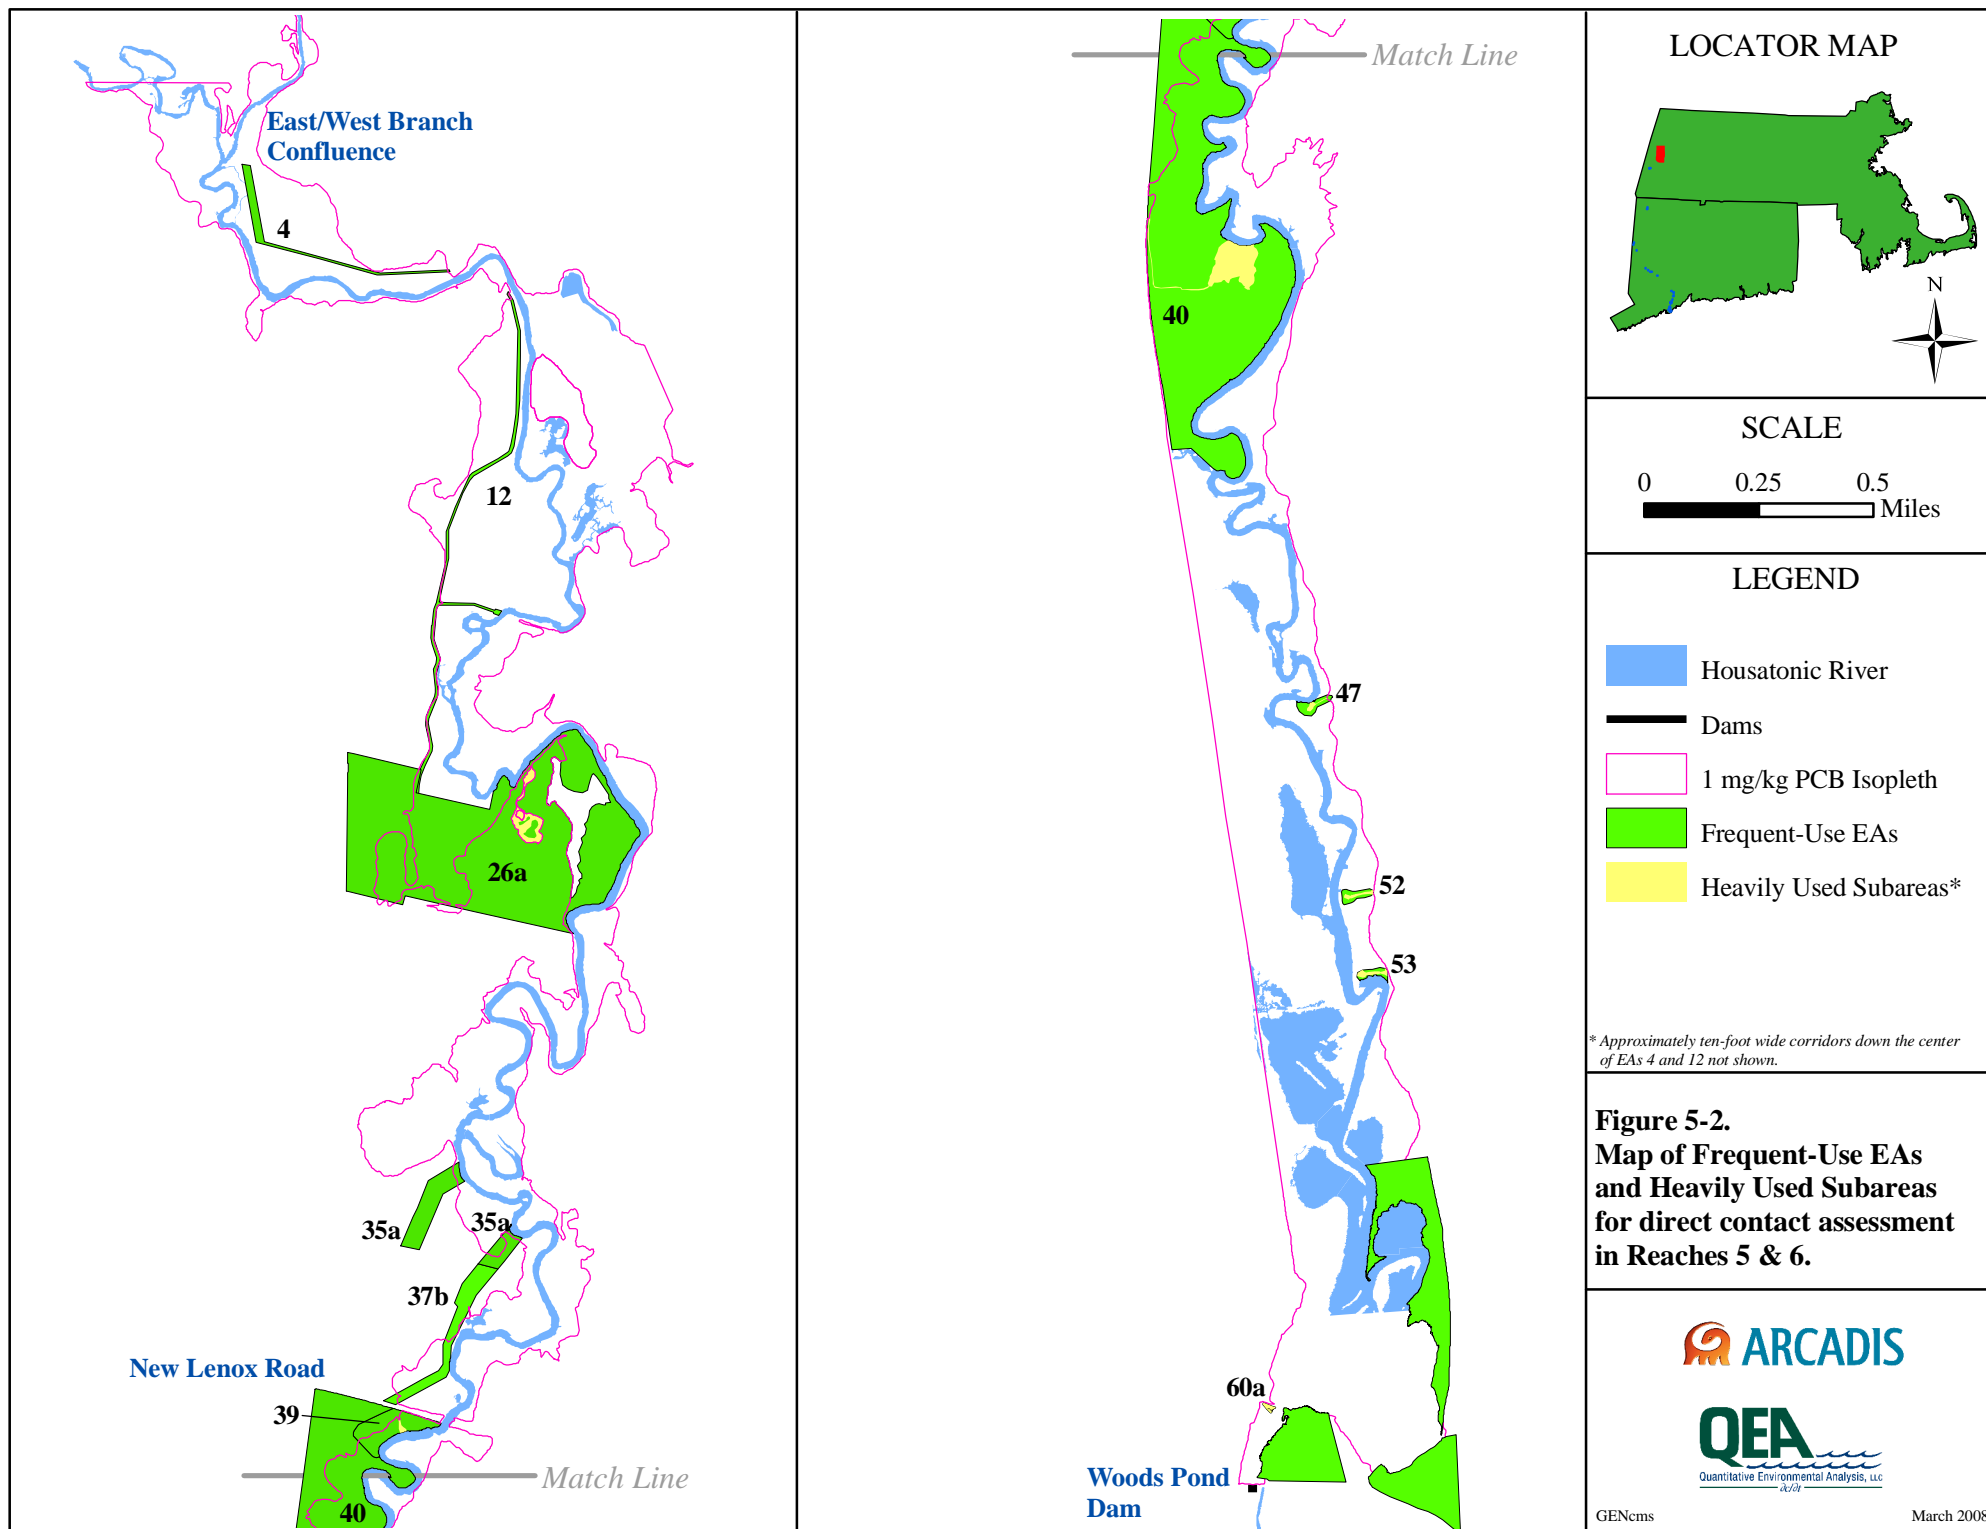 East/West Branch
Confluence
4
12
26a
35a
35a
37b
New Lenox Road
39
Match Line
40
Match Line
40
47
52
53
60a
Woods Pond
Dam
LOCATOR MAP
N
SCALE
0 0.25 0.5
Miles
LEGEND
Housatonic River
Dams
1 mg/kg PCB Isopleth
Frequent-Use EAs
Heavily Used Subareas*
* Approximately ten-foot wide corridors down the center
of EAs 4 and 12 not shown.
Figure 5-2.
Map of Frequent-Use EAs
and Heavily Used Subareas
for direct contact assessment
in Reaches 5 & 6.
ARCADIS
QEA
Quantitative Environmental Analysis, LLC
∂c/∂t
GENcms March 2008